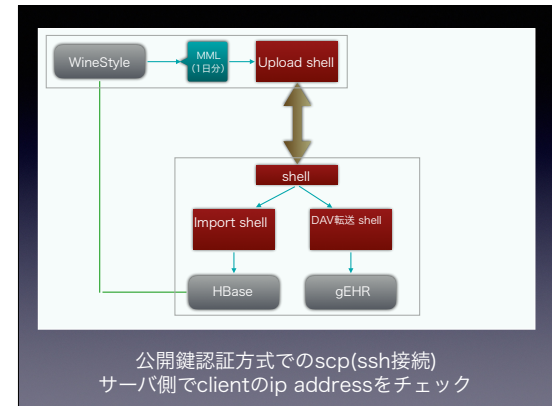 WineStyle
MML
(1日分)
Upload shell
shell
Import shell
DAV転送 shell
HBase
gEHR
公開鍵認証方式でのscp(ssh接続)
サーバ側でclientのip addressをチェック